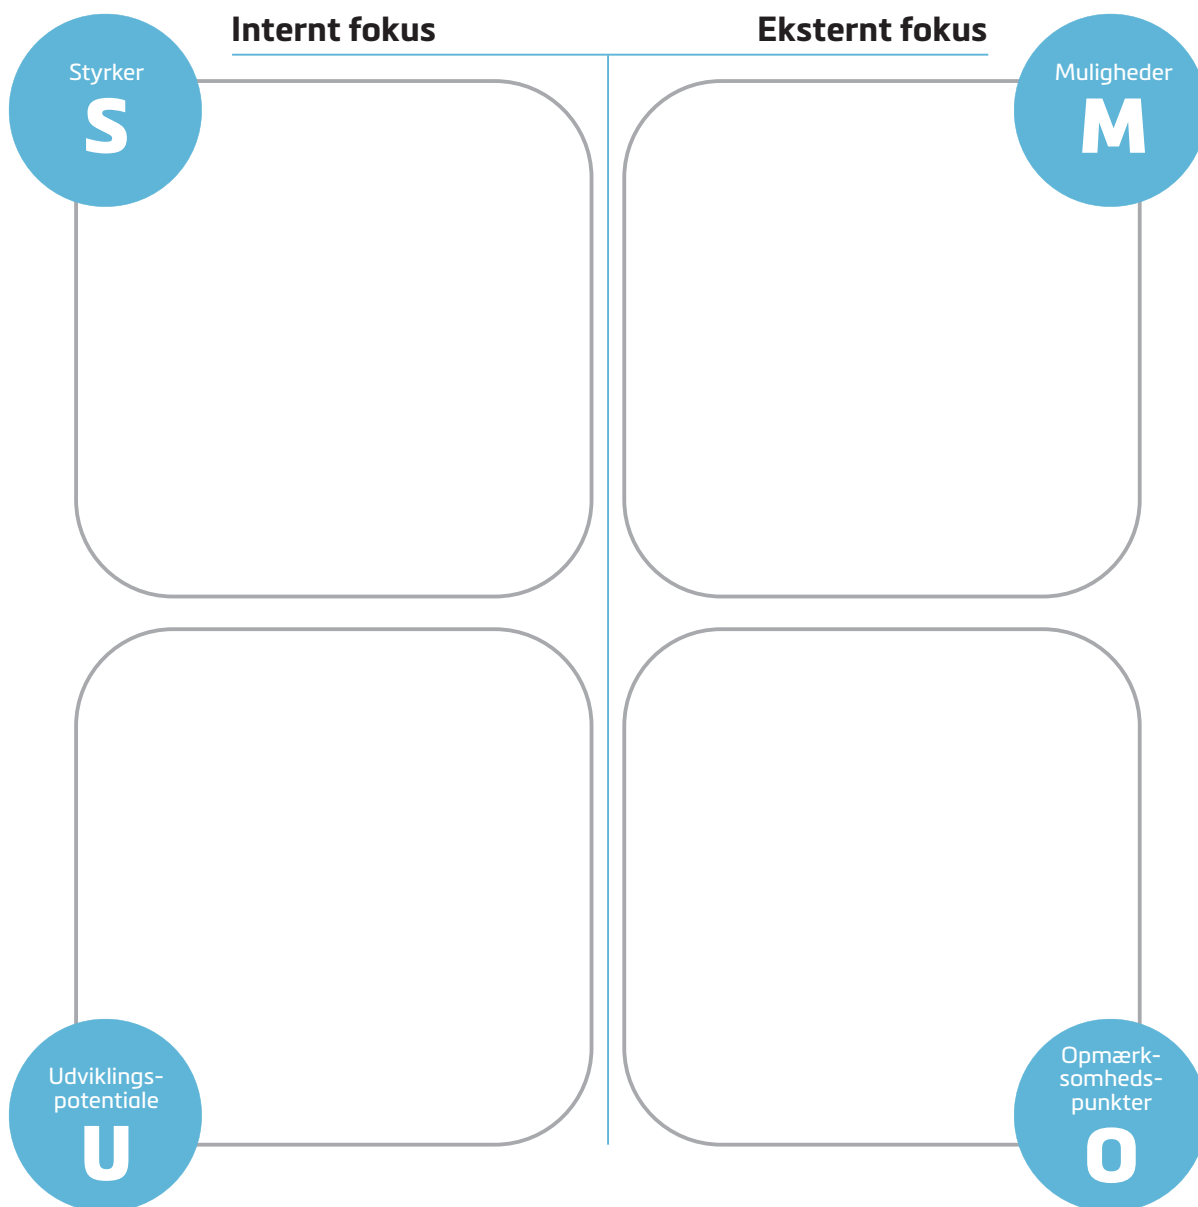 Internt fokus
Eksternt fokus
Styrker
S
Muligheder
M
Udviklings-
potentiale
U
Opmærk-
somheds-
punkter
O